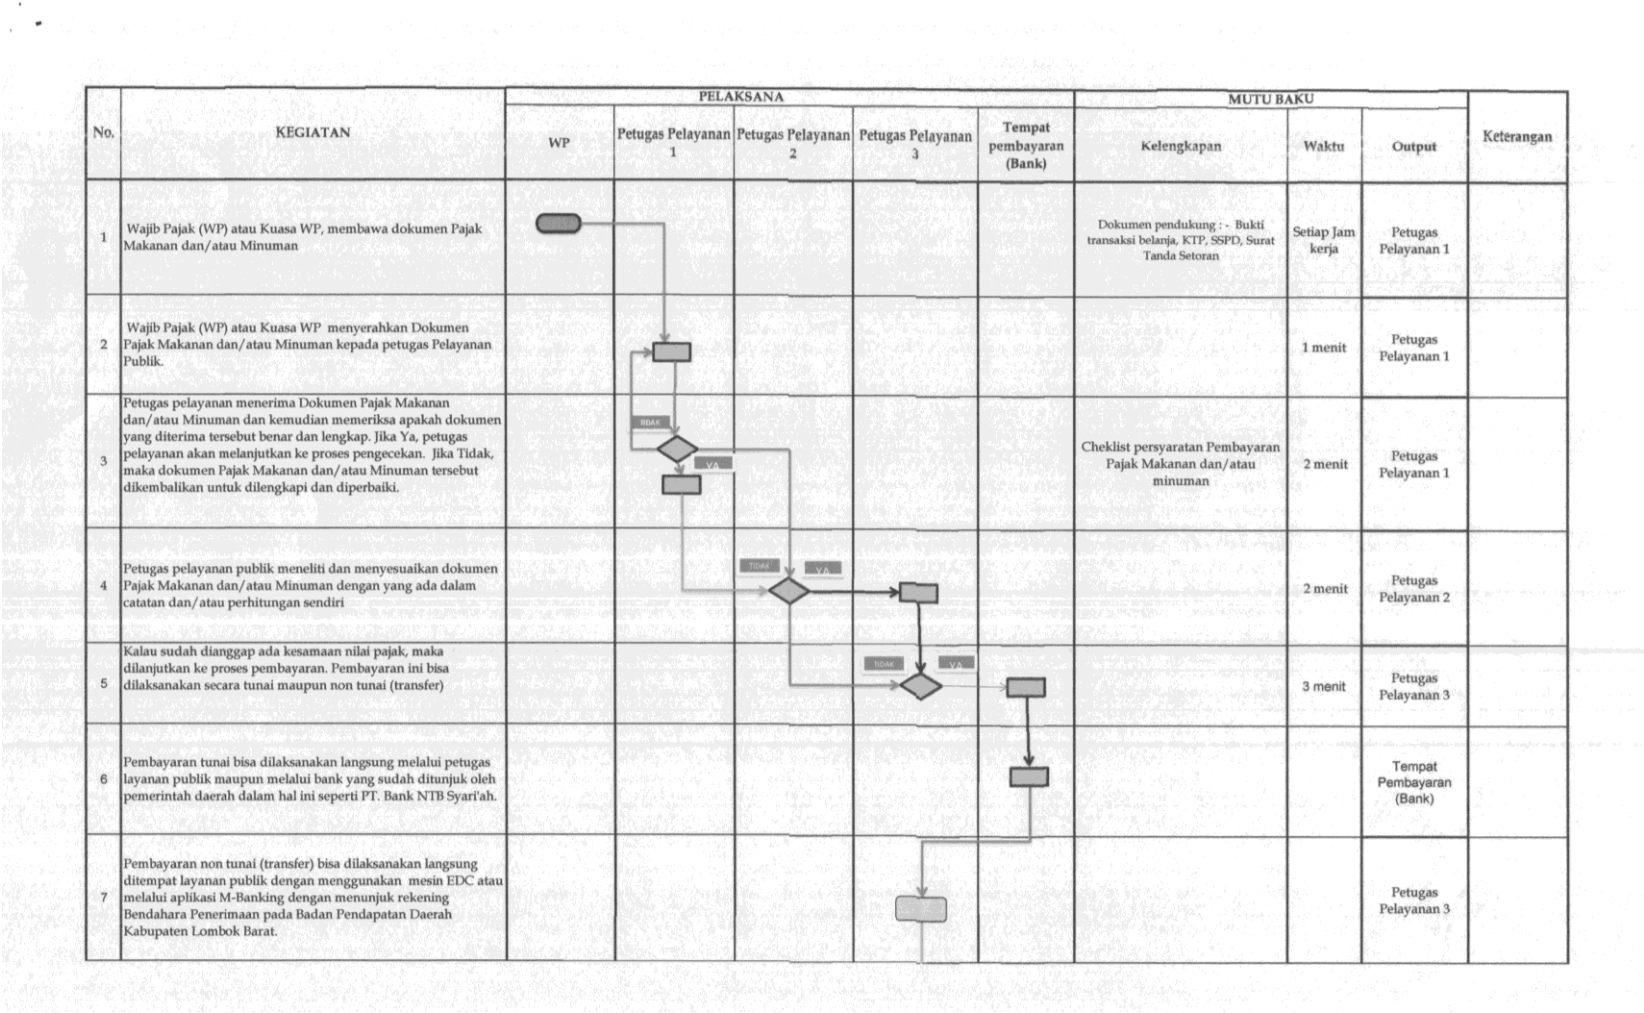 PELAKSANA
MUTU BAKU
No.
KEGIATAN
WP
Petugas Pelayanan
1
Petugas Pelayanan
2
Petugas Pelayanan
3
Tempat
pembayaran
(Bank)
Kelengkapan
Waktu
Output
Keterangan
1
Wajib Pajak (WP) atau Kuasa WP, membawa dokumen Pajak
Makanan dan/atau Minuman
Dokumen pendukung : - Bukti
transaksi belanja, KTP, SSPD, Surat
Tanda Setoran
Setiap Jam
kerja
Petugas
Pelayanan 1
2
Wajib Pajak (WP) atau Kuasa WP menyerahkan Dokumen
Pajak Makanan dan/atau Minuman kepada petugas Pelayanan
Publik.
1 menit
Petugas
Pelayanan 1
3
Petugas pelayanan menerima Dokumen Pajak Makanan
dan/atau Minuman dan kemudian memeriksa apakah dokumen
yang diterima tersebut benar dan lengkap. Jika Ya, petugas
pelayanan akan melanjutkan ke proses pengecekan. Jika Tidak,
maka dokumen Pajak Makanan dan/atau Minuman tersebut
dikembalikan untuk dilengkapi dan diperbaiki.
TIDAK
YA
Cheklist persyaratan Pembayaran
Pajak Makanan dan/atau
minuman
2 menit
Petugas
Pelayanan 1
4
Petugas pelayanan publik meneliti dan menyesuaikan dokumen
Pajak Makanan dan/atau Minuman dengan yang ada dalam
catatan dan/atau perhitungan sendiri
TIDAK
YA
2 menit
Petugas
Pelayanan 2
5
Kalau sudah dianggap ada kesamaan nilai pajak, maka
dilanjutkan ke proses pembayaran. Pembayaran ini bisa
dilaksanakan secara tunai maupun non tunai (transfer)
TIDAK
YA
3 menit
Petugas
Pelayanan 3
6
Pembayaran tunai bisa dilaksanakan langsung melalui petugas
layanan publik maupun melalui bank yang sudah ditunjuk oleh
pemerintah daerah dalam hal ini seperti PT. Bank NTB Syari'ah.
Tempat
Pembayaran
(Bank)
7
Pembayaran non tunai (transfer) bisa dilaksanakan langsung
ditempat layanan publik dengan menggunakan mesin EDC atau
melalui aplikasi M-Banking dengan menunjuk rekening
Bendahara Penerimaan pada Badan Pendapatan Daerah
Kabupaten Lombok Barat.
Petugas
Pelayanan 3